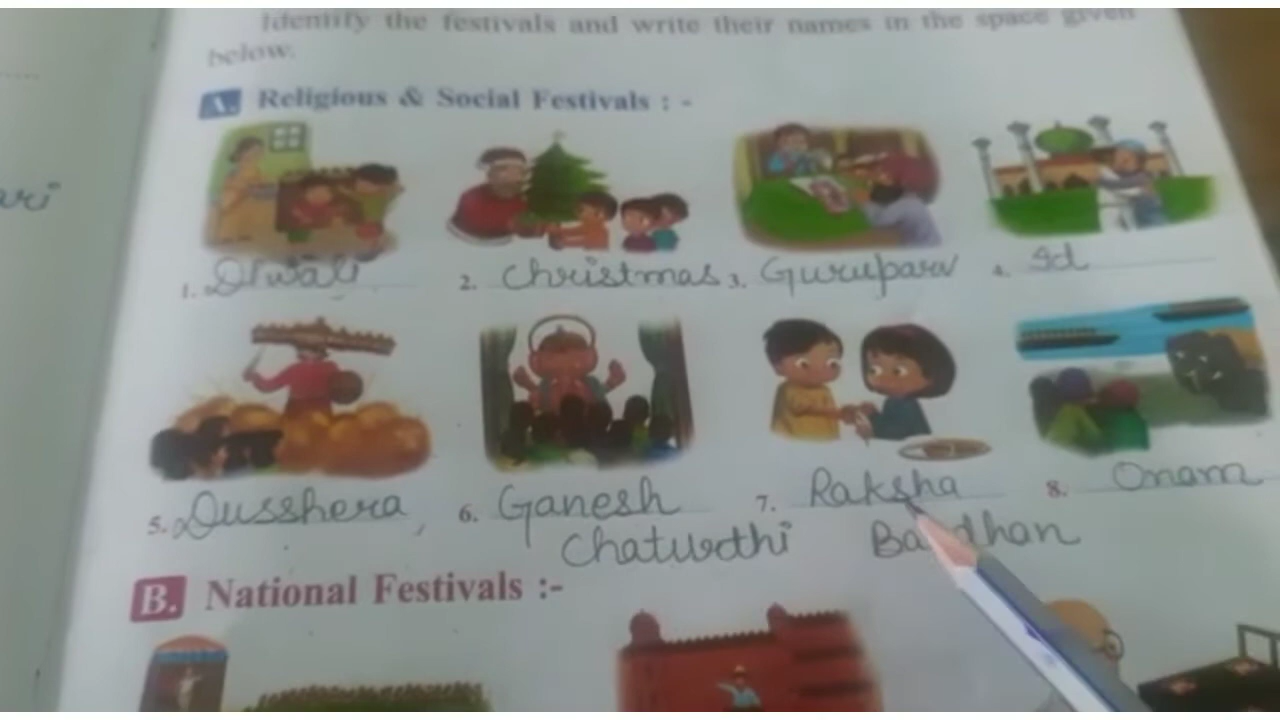 Identify the festivals and write their names in the space given
below.
A. Religious & Social Festivals : -
1. Diwali 2. Christmas 3. Gurupurv 4. Id
5. Dusshera 6. Ganesh 7. Raksha 8. Onam
Chaturthi
B. National Festivals :-